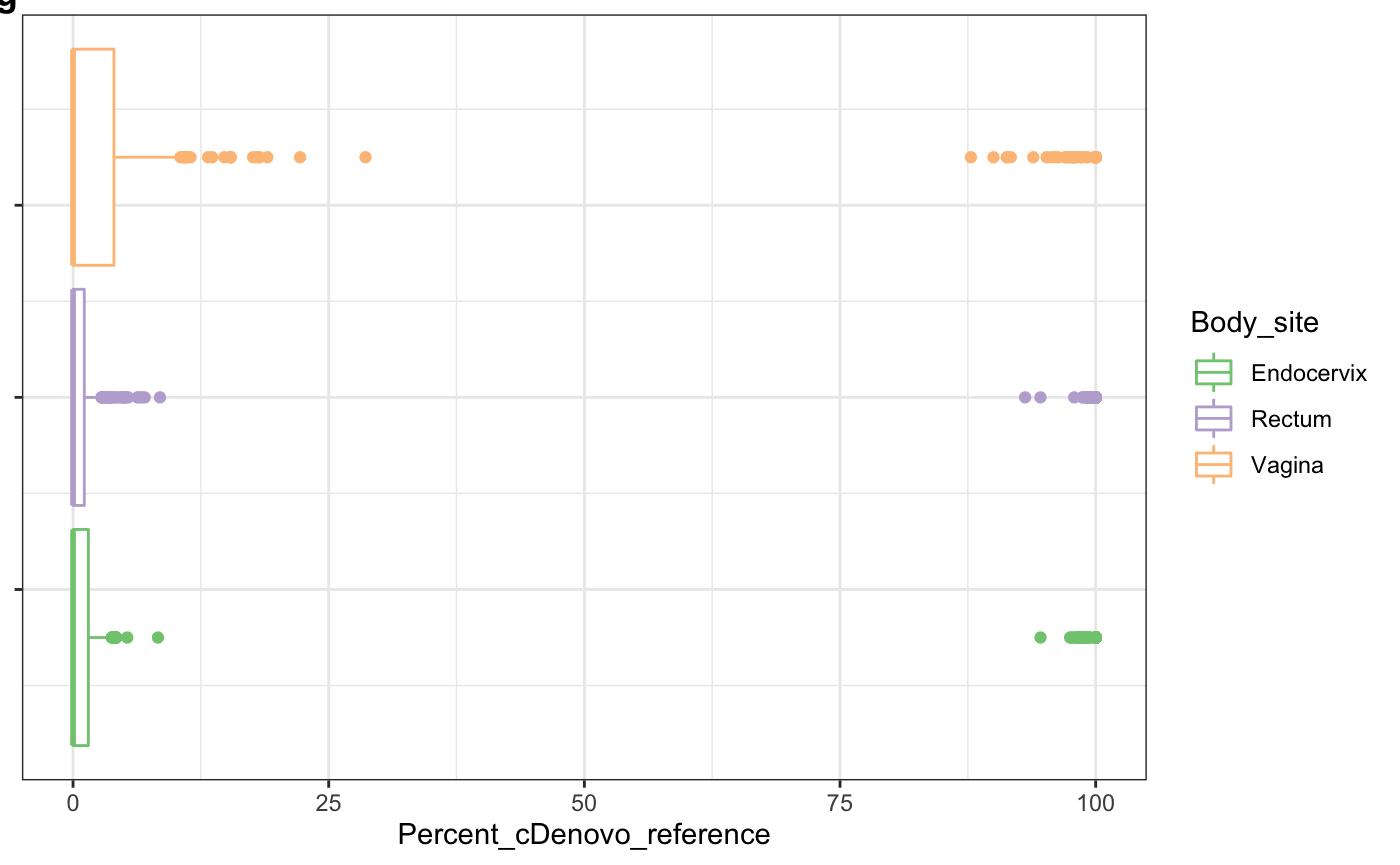 g
Body_site
Endocervix
Rectum
Vagina
0 25 50 75 100
Percent_cDenovo_reference